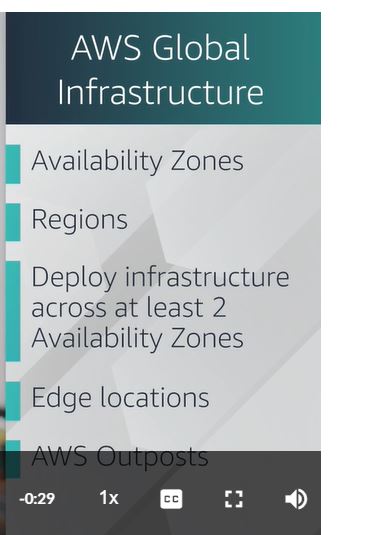 AWS Global
Infrastructure
Availability Zones
Regions
Deploy infrastructure
across at least 2
Availability Zones
Edge locations
AWS Outposts
-0:29 1x CC